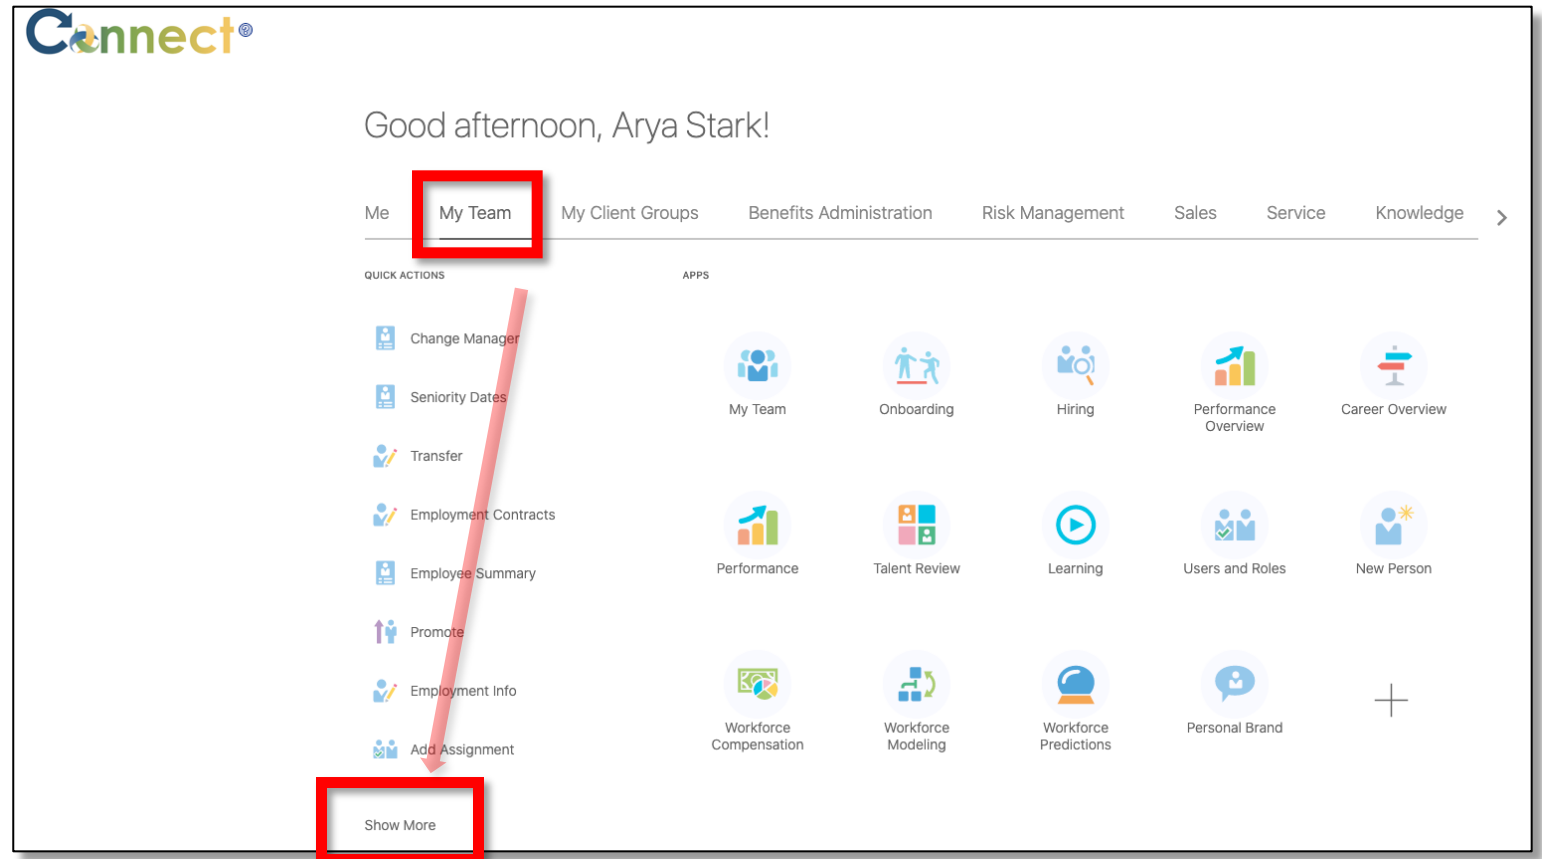 Connect®
Good afternoon, Arya Stark!
Me My Team My Client Groups Benefits Administration Risk Management Sales Service Knowledge
QUICK ACTIONS
Change Manager
Seniority Dates
Transfer
Employment Contracts
Employee Summary
Promote
Employment Info
Add Assignment
Show More
APPS
My Team
Onboarding
Hiring
Performance
Overview
Career Overview
Performance
Talent Review
Learning
Users and Roles
New Person
Workforce
Compensation
Workforce
Modeling
Workforce
Predictions
Personal Brand